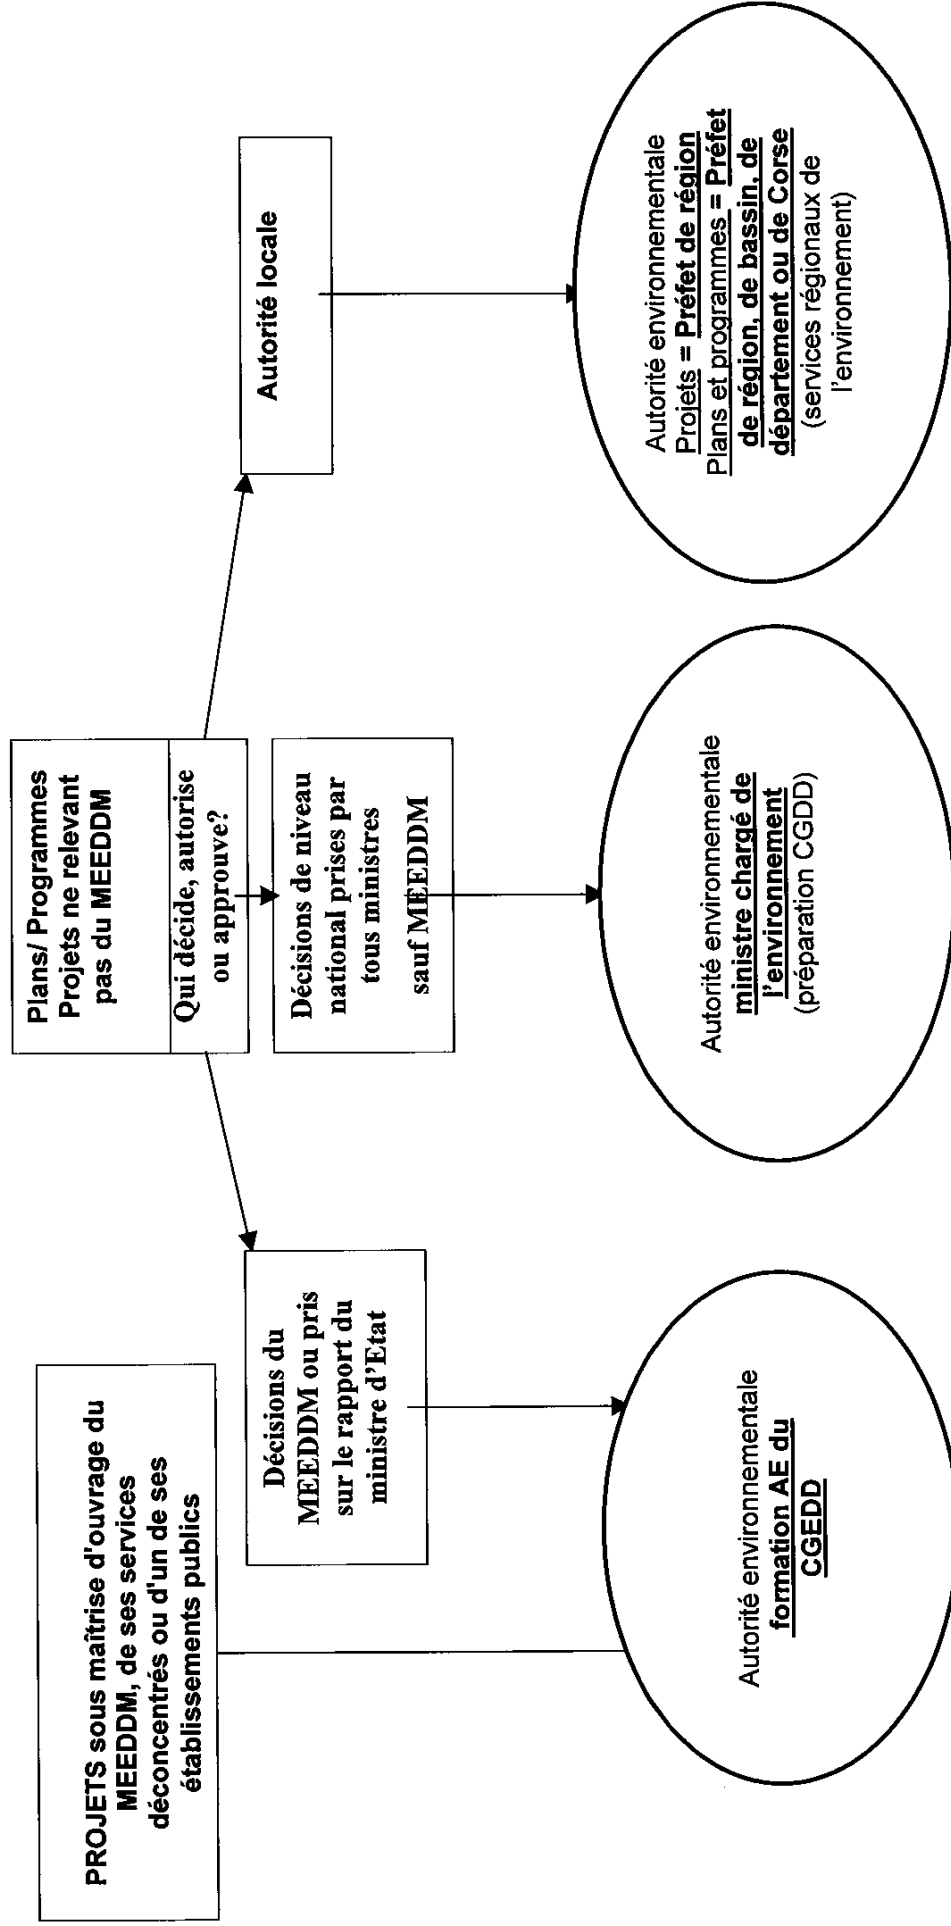 PROJETS sous maîtrise d'ouvrage du
MEEDDM, de ses services
déconcentrés ou d'un de ses
établissements publics
Plans/ Programmes
Projets ne relevant
pas du MEEDDM
Qui décide, autorise
ou approuve?
Décisions du
MEEDDM ou pris
sur le rapport du
ministre d'Etat
Décisions de niveau
national prises par
tous ministres
sauf MEEDDM
Autorité locale
Autorité environnementale
formation AE du
CGEDD
Autorité environnementale
ministre chargé de
l'environnement
(préparation CGDD)
Autorité environnementale
Projets = Préfet de région
Plans et programmes = Préfet
de région, de bassin, de
département ou de Corse
(services régionaux de
l'environnement)